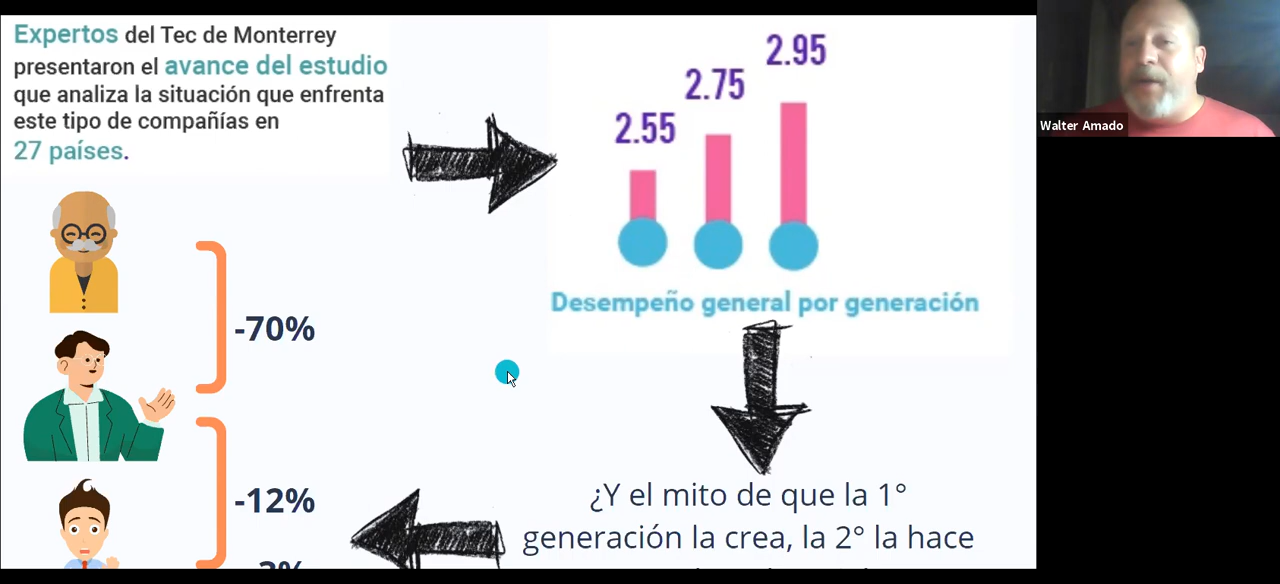 Expertos del Tec de Monterrey
presentaron el avance del estudio
que analiza la situación que enfrenta
este tipo de compañías en
27 países.
2.55
2.75
2.95
Desempeño general por generación
-70%
-12%
¿Y el mito de que la 1°
generación la crea, la 2° la hace
Walter Amado